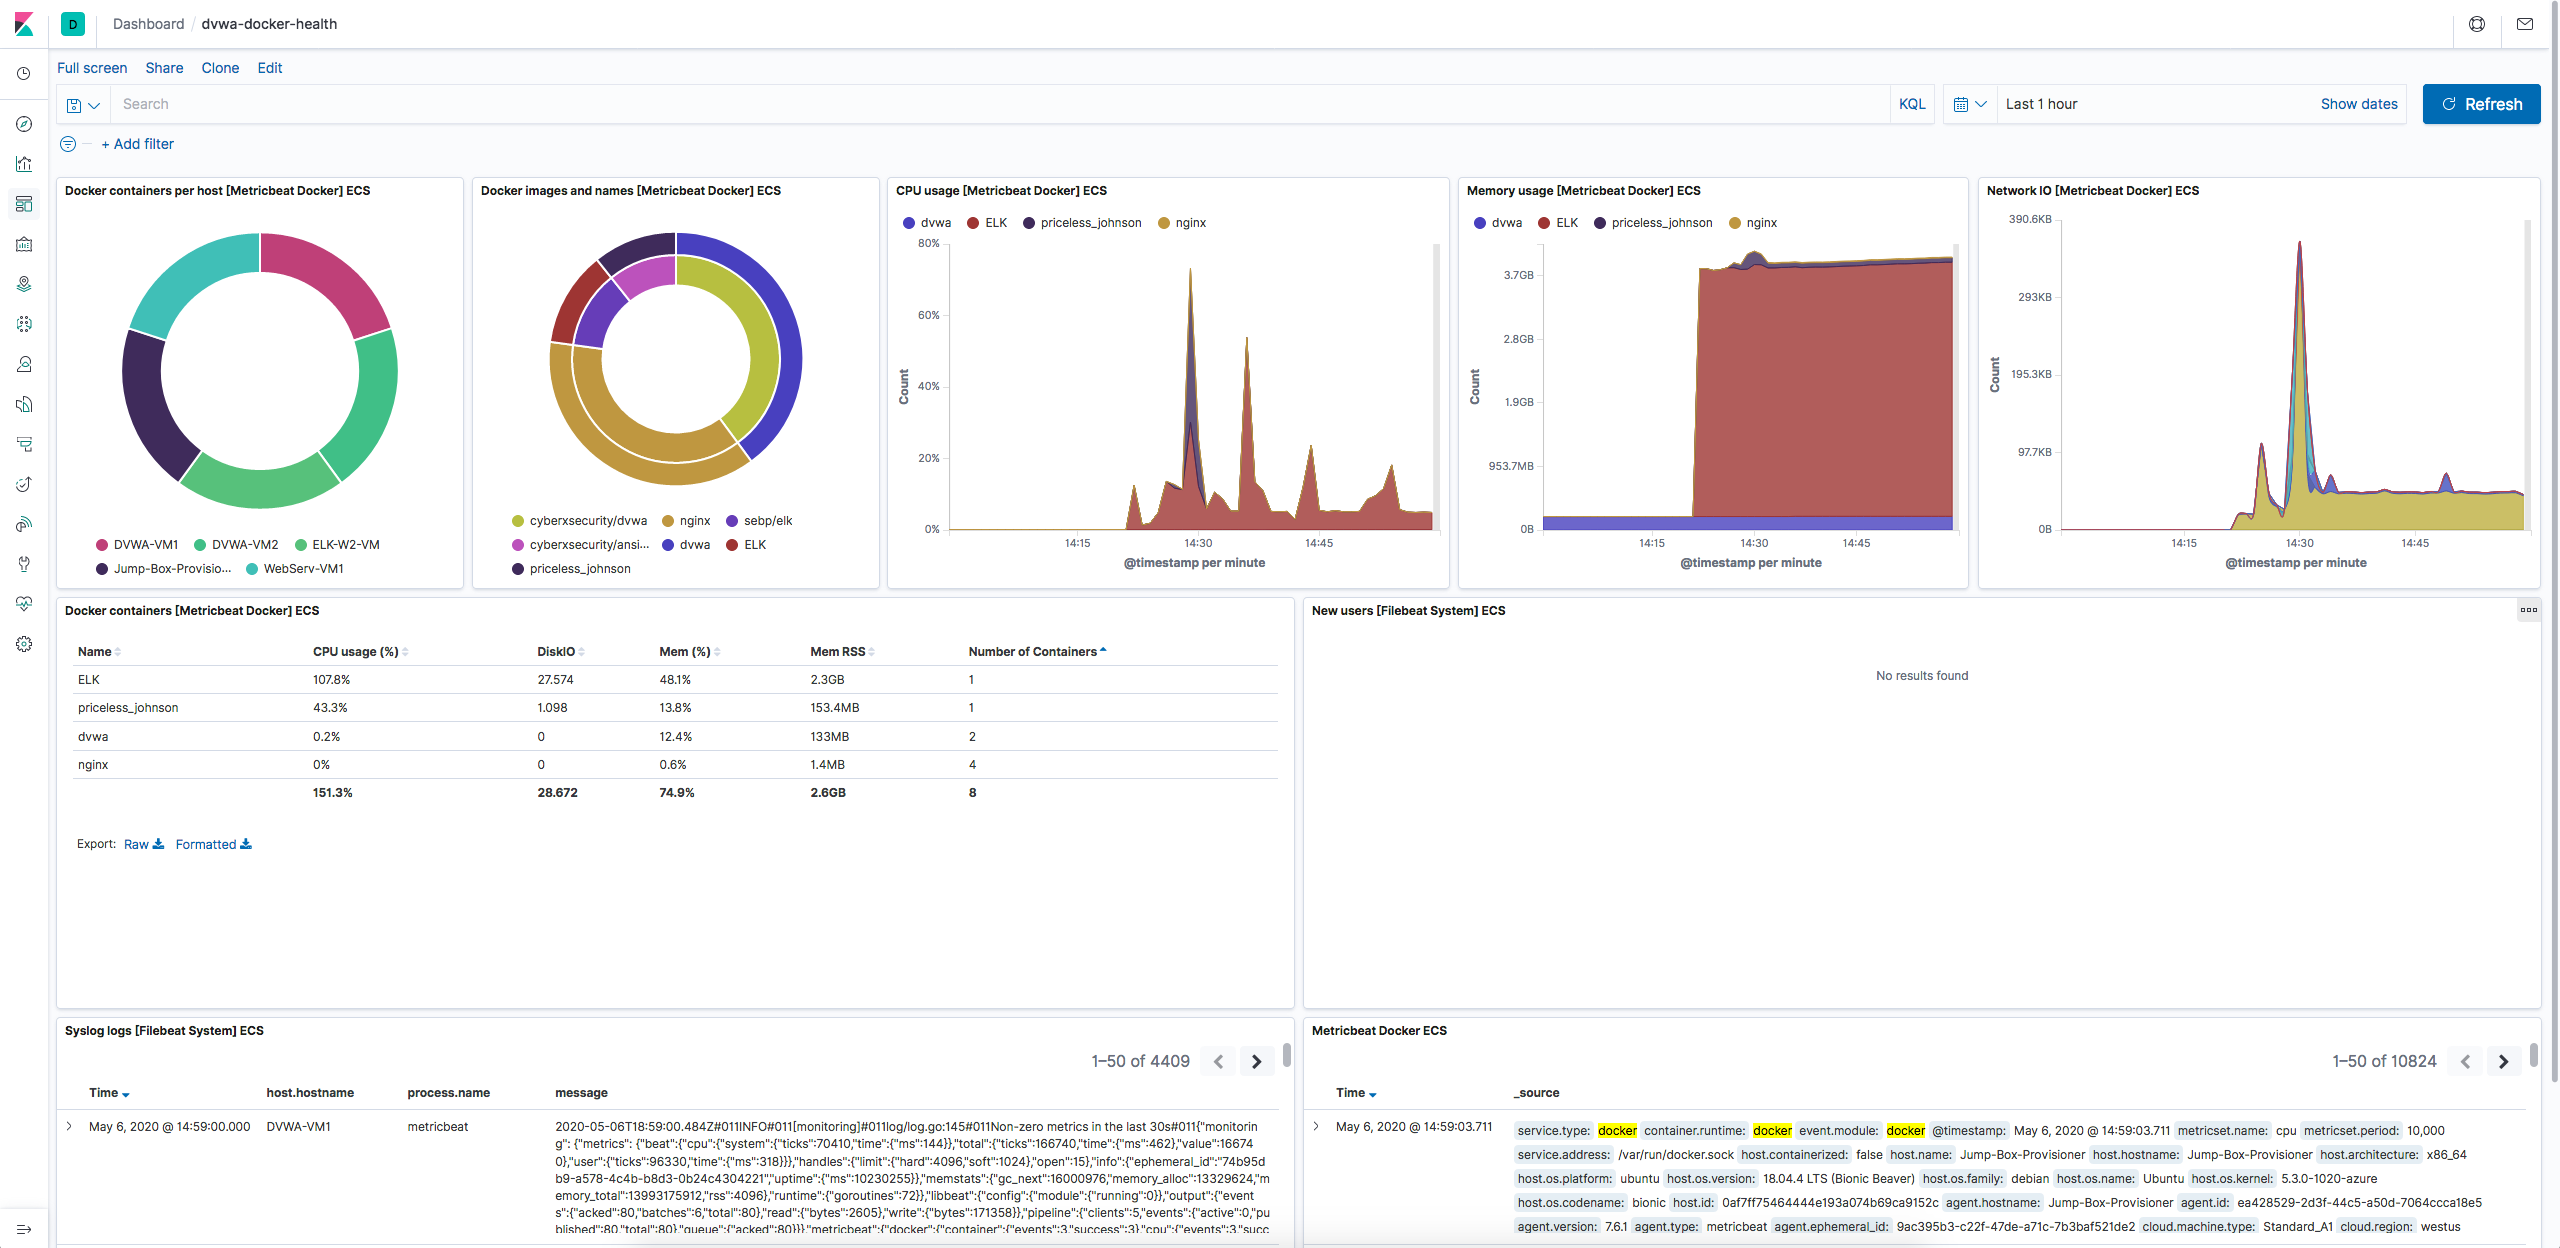 D Dashboard / dvwa-docker-health
Full screen Share Clone Edit
Search KQL Last 1 hour Show dates Refresh
+ Add filter
Docker containers per host [Metricbeat Docker] ECS
DVWA-VM1 DVWA-VM2 ELK-W2-VM
Jump-Box-Provisio... WebServ-VM1
Docker images and names [Metricbeat Docker] ECS
cyberxsecurity/dvwa nginx sebp/elk
cyberxsecurity/ansi... dvwa ELK
priceless_johnson
CPU usage [Metricbeat Docker] ECS
dvwa ELK priceless_johnson nginx
80%
60%
40%
20%
0%
Count
14:15 14:30 14:45
@timestamp per minute
Memory usage [Metricbeat Docker] ECS
dvwa ELK priceless_johnson nginx
3.7GB
2.8GB
1.9GB
953.7MB
0B
Count
14:15 14:30 14:45
@timestamp per minute
Network IO [Metricbeat Docker] ECS
390.6KB
293KB
195.3KB
97.7KB
0B
Count
14:15 14:30 14:45
@timestamp per minute
Docker containers [Metricbeat Docker] ECS
Name CPU usage (%) DiskIO Mem (%) Mem RSS Number of Containers
ELK 107.8% 27.574 48.1% 2.3GB 1
priceless_johnson 43.3% 1.098 13.8% 153.4MB 1
dvwa 0.2% 0 12.4% 133MB 2
nginx 0% 0 0.6% 1.4MB 4
151.3% 28.672 74.9% 2.6GB 8
Export: Raw Formatted
New users [Filebeat System] ECS
No results found
Syslog logs [Filebeat System] ECS
1–50 of 4409
Time host.hostname process.name message
May 6, 2020 @ 14:59:00.000 DVWA-VM1 metricbeat 2020-05-06T18:59:00.484Z#011INFO#011[monitoring]#011log/log.go:145#011Non-zero metrics in the last 30s#011{"monitorin
g": {"metrics": {"beat":{"cpu":{"system":{"ticks":70410,"time":{"ms":144}},"total":{"ticks":166740,"time":{"ms":462},"value":16674
0},"user":{"ticks":96330,"time":{"ms":318}}},"handles":{"limit":{"hard":4096,"soft":1024},"open":15},"info":{"ephemeral_id":"74b95d
b9-a578-4c4b-b8d3-0b24c4304221","uptime":{"ms":10230255}},"memstats":{"gc_next":16000976,"memory_alloc":13329624,"m
emory_total":13993175912,"rss":4096},"runtime":{"goroutines":72}},"libbeat":{"config":{"module":{"running":0}},"output":{"event
s":{"acked":80,"batches":6,"total":80},"read":{"bytes":2605},"write":{"bytes":171358}},"pipeline":{"clients":5,"events":{"active":0,"pu
blished":80,"total":80},"queue":{"acked":80}}},"metricbeat":{"docker":{"container":{"events":3,"success":3},"cpu":{"events":3,"succ
Metricbeat Docker ECS
1–50 of 10824
Time _source
May 6, 2020 @ 14:59:03.711 service.type: docker container.runtime: docker event.module: docker @timestamp: May 6, 2020 @ 14:59:03.711 metricset.name: cpu metricset.period: 10,000
service.address: /var/run/docker.sock host.containerized: false host.name: Jump-Box-Provisioner host.hostname: Jump-Box-Provisioner host.architecture: x86_64
host.os.platform: ubuntu host.os.version: 18.04.4 LTS (Bionic Beaver) host.os.family: debian host.os.name: Ubuntu host.os.kernel: 5.3.0-1020-azure
host.os.codename: bionic host.id: 0af7ff75464444e193a074b69ca9152c agent.hostname: Jump-Box-Provisioner agent.id: ea428529-2d3f-44c5-a50d-7064ccca18e5
agent.version: 7.6.1 agent.type: metricbeat agent.ephemeral_id: 9ac395b3-c22f-47de-a71c-7b3baf521de2 cloud.machine.type: Standard_A1 cloud.region: westus